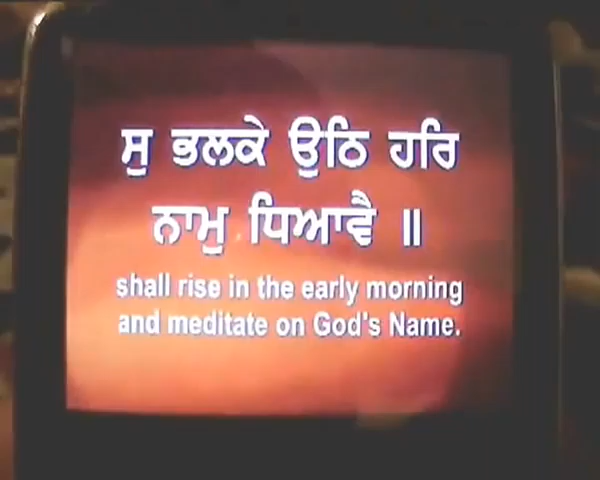 ਸੁ ਭਲਕੇ ਉਠਿ ਹਰਿ
ਨਾਮੁ ਧਿਆਵੈ ॥
shall rise in the early morning
and meditate on God's Name.